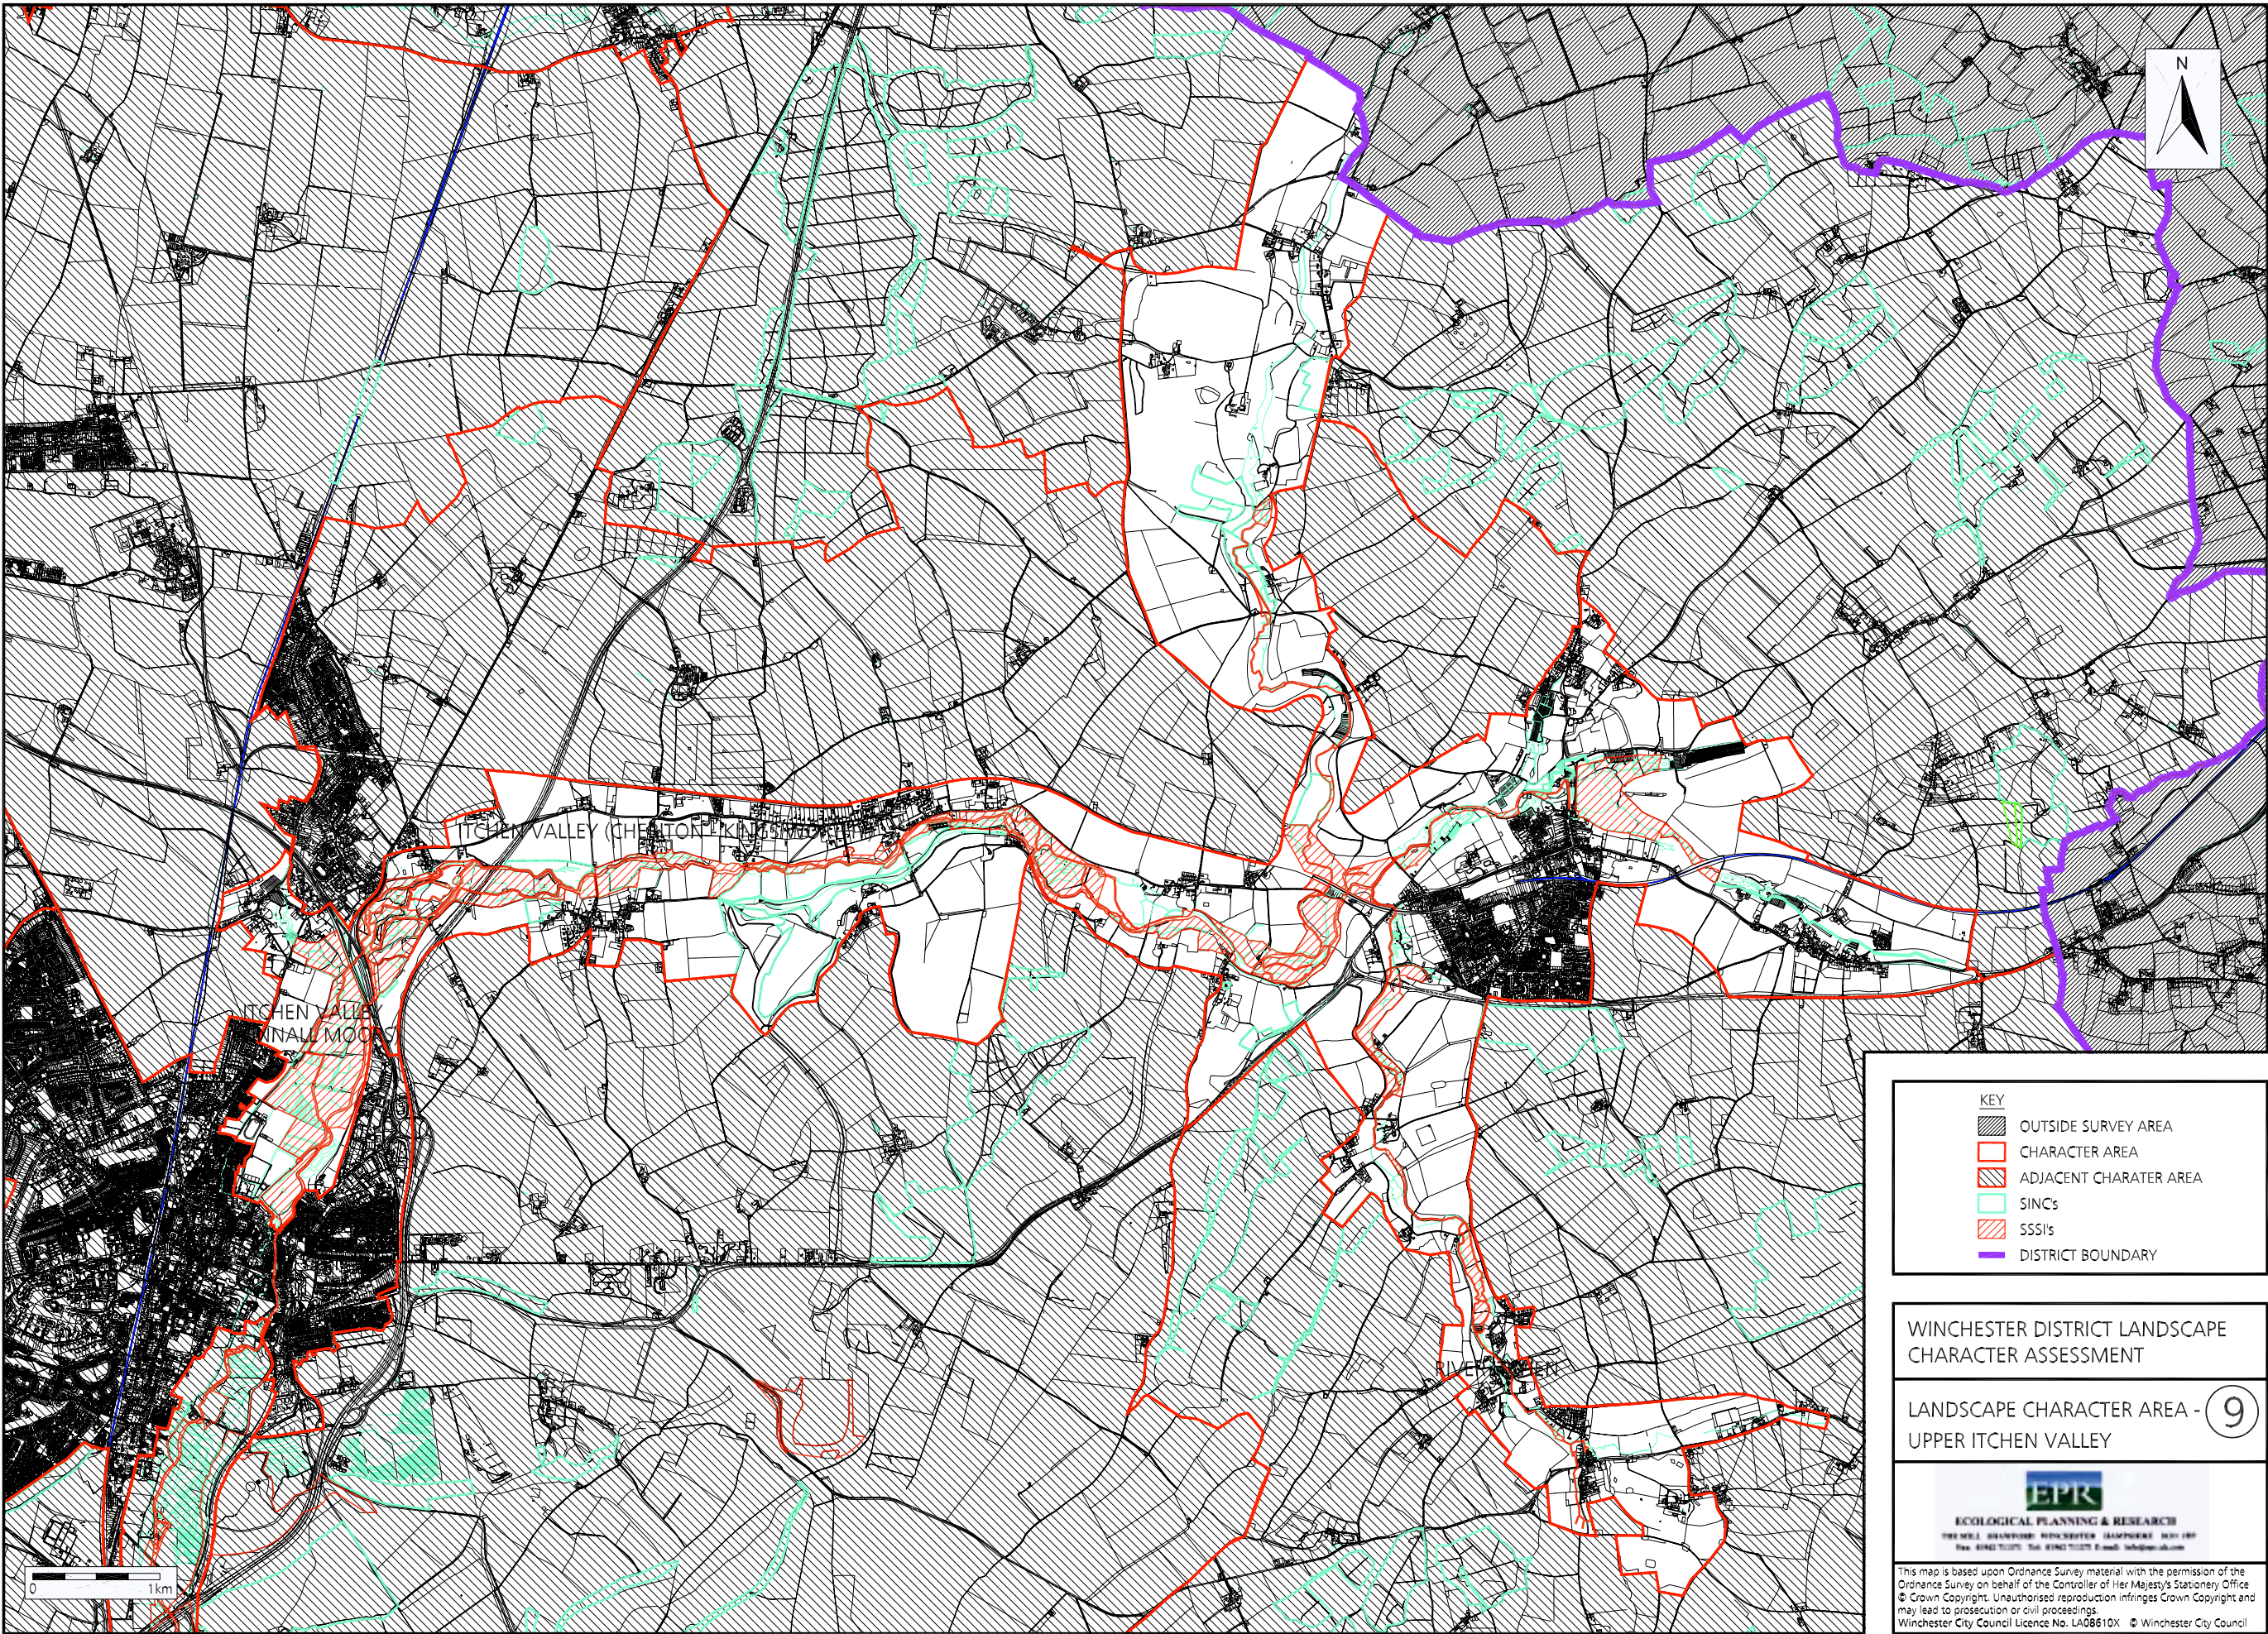 N
ITCHEN VALLEY (CHERITON - KINGSWORTHY)
ITCHEN VALLEY
WINNALL MOORS)
RIVER ITCHEN
0 1km
KEY
OUTSIDE SURVEY AREA
CHARACTER AREA
ADJACENT CHARATER AREA
SINC's
SSSI's
DISTRICT BOUNDARY
WINCHESTER DISTRICT LANDSCAPE
CHARACTER ASSESSMENT
LANDSCAPE CHARACTER AREA - 9
UPPER ITCHEN VALLEY
EPR
ECOLOGICAL PLANNING & RESEARCH
This map is based upon Ordnance Survey material with the permission of the
Ordnance Survey on behalf of the Controller of Her Majesty's Stationery Office
© Crown Copyright. Unauthorised reproduction infringes Crown Copyright and
may lead to prosecution or civil proceedings.
Winchester City Council Licence No. LA08610X © Winchester City Council